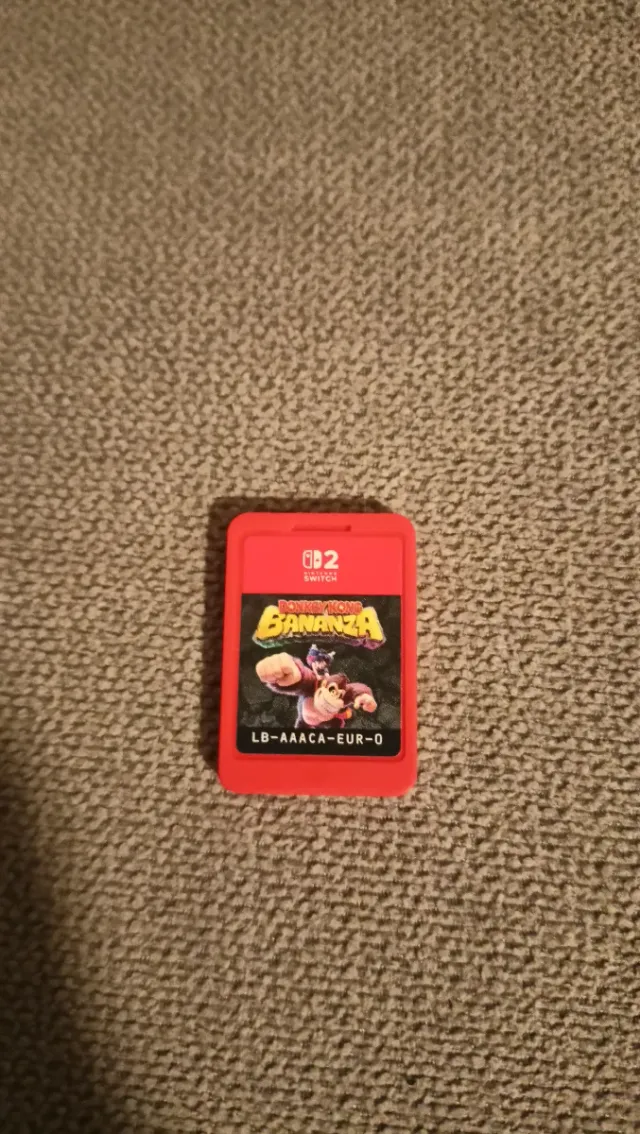 2
NINTENDO
SWITCH
DONKEY KONG
BANANZA
LB-AAACA-EUR-0